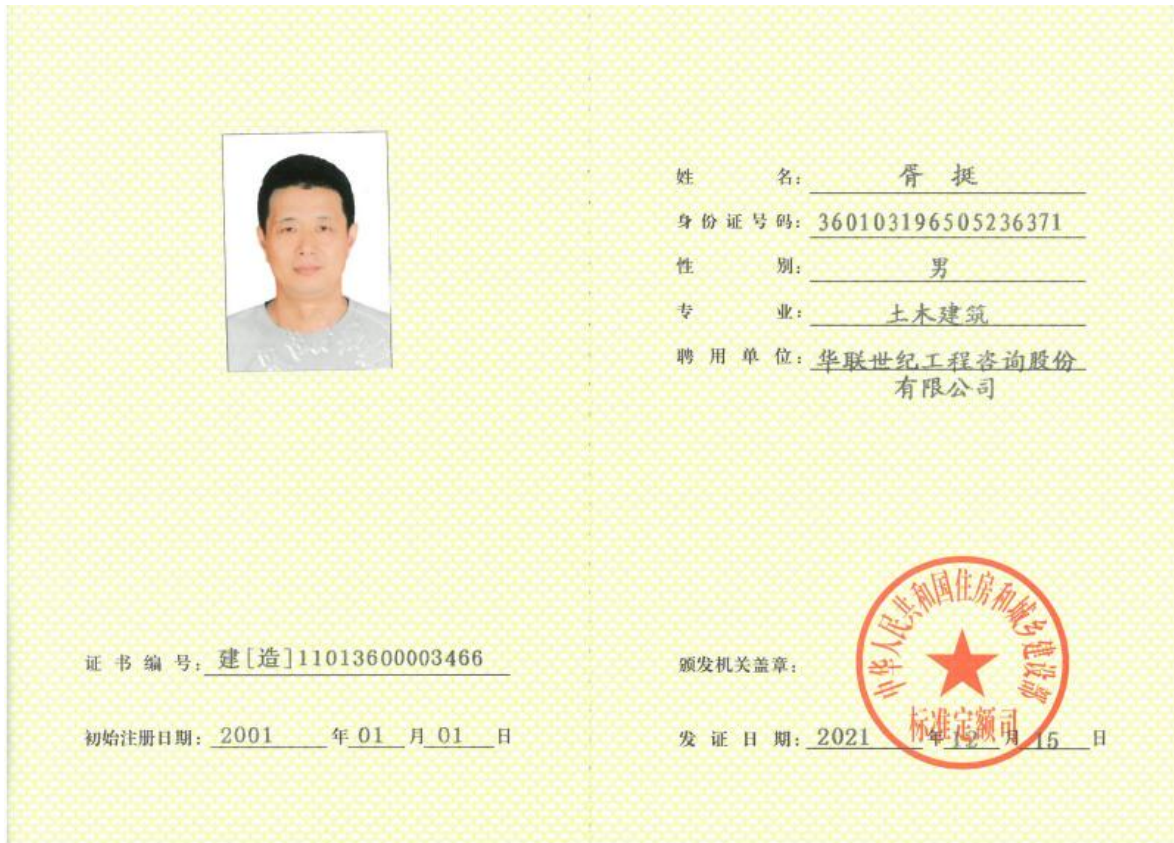 姓 名: 胥 挺
身份证号码: 360103196505236371
性 别: 男
专 业: 土木建筑
聘 用 单 位: 华联世纪工程咨询股份
有限公司
证 书 编 号: 建[造]11013600003466
初始注册日期: 2001 年 01 月 01 日
颁发机关盖章:
中华人民共和国住房和城乡建设部
标准定额司
发 证 日 期: 2021 年 12 月 15 日